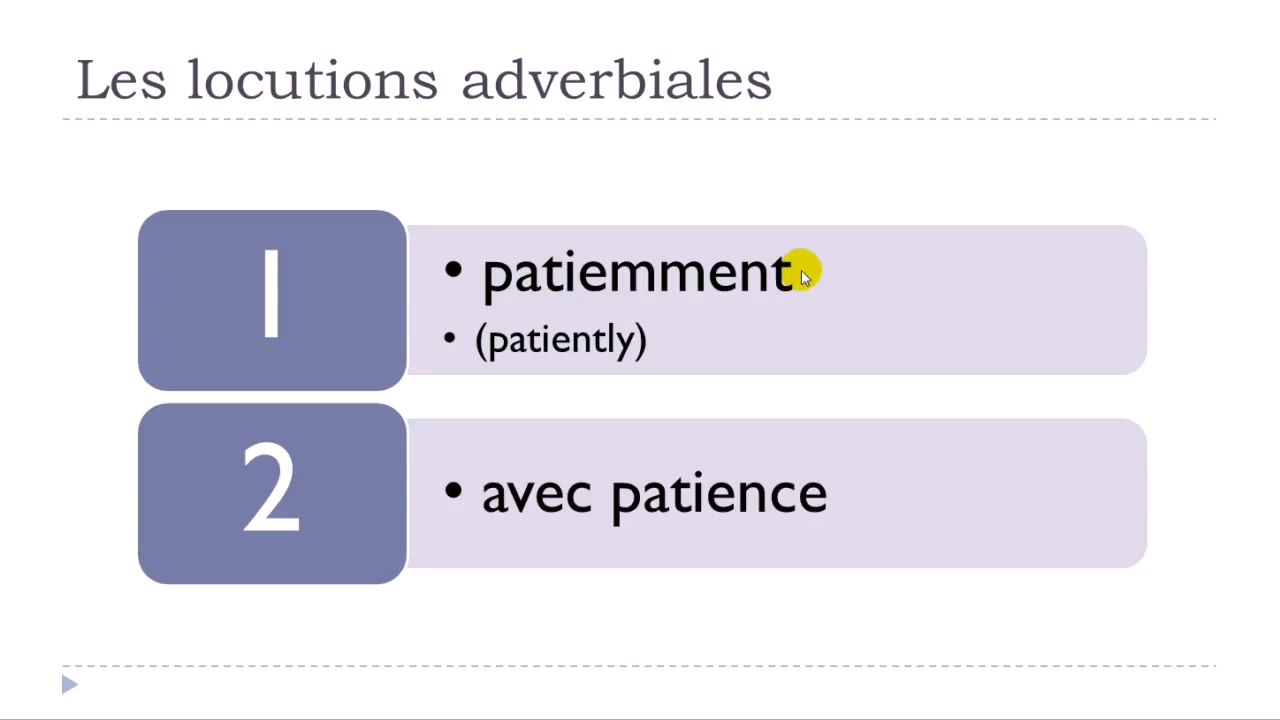 Les locutions adverbiales
1
• patiemment
• (patiently)
2
• avec patience